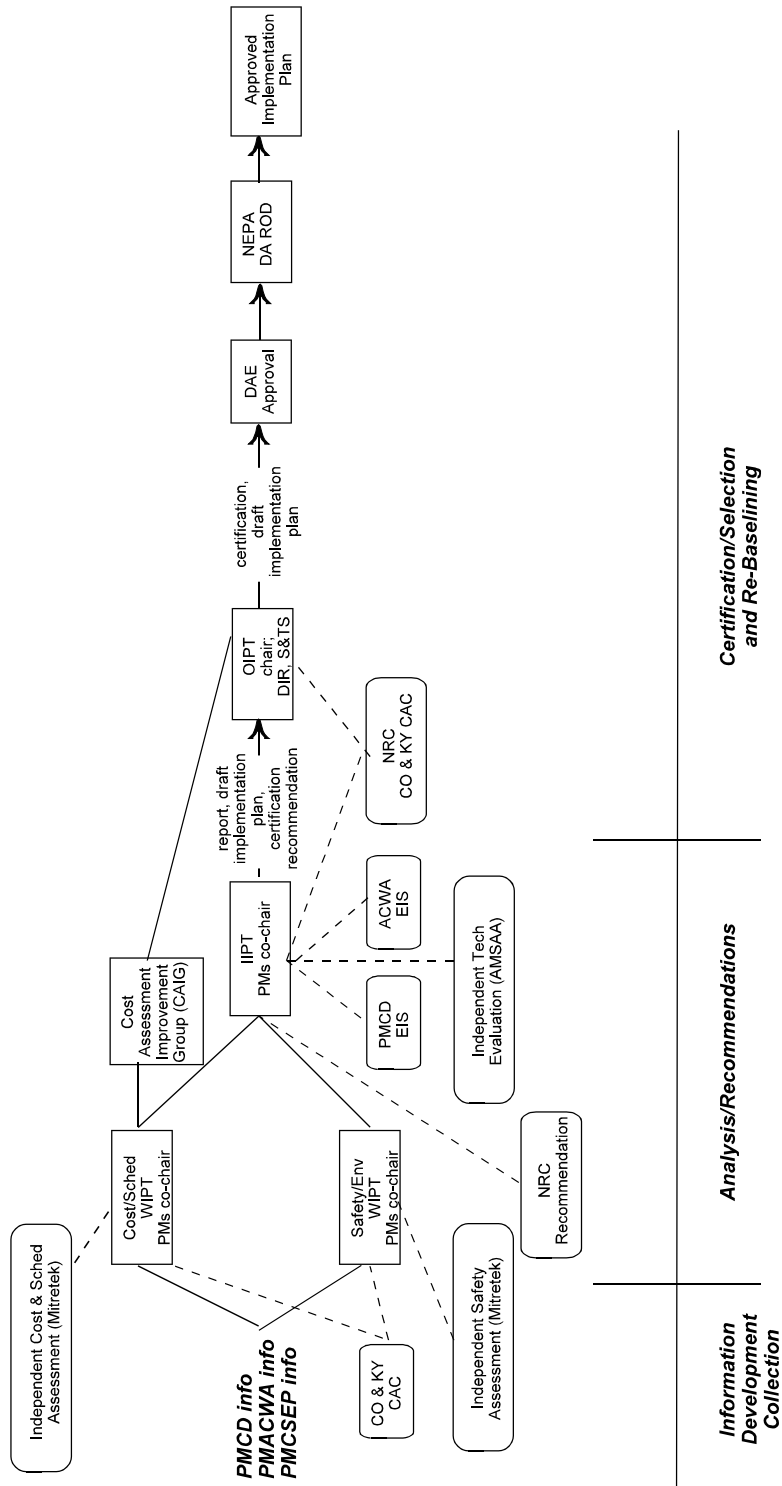 Independent Cost & Sched
Assessment (Mitretek)
Cost/Sched
WIPT
PMs co-chair
Cost
Assessment
Improvement
Group (CAIG)
PMCD info
PMACWA info
PMCSEP info
IIPT
PMs co-chair
report, draft
implementation
plan,
certification
recommendation
OIPT
chair;
DIR, S&TS
certification,
draft
implementation
plan
DAE
Approval
NEPA
DA ROD
Approved
Implementation
Plan
CO & KY
CAC
Safety/Env
WIPT
PMs co-chair
PMCD
EIS
ACWA
EIS
NRC
CO & KY CAC
Independent Safety
Assessment (Mitretek)
NRC
Recommendation
Independent Tech
Evaluation (AMSAA)
Information
Development
Collection
Analysis/Recommendations
Certification/Selection
and Re-Baselining